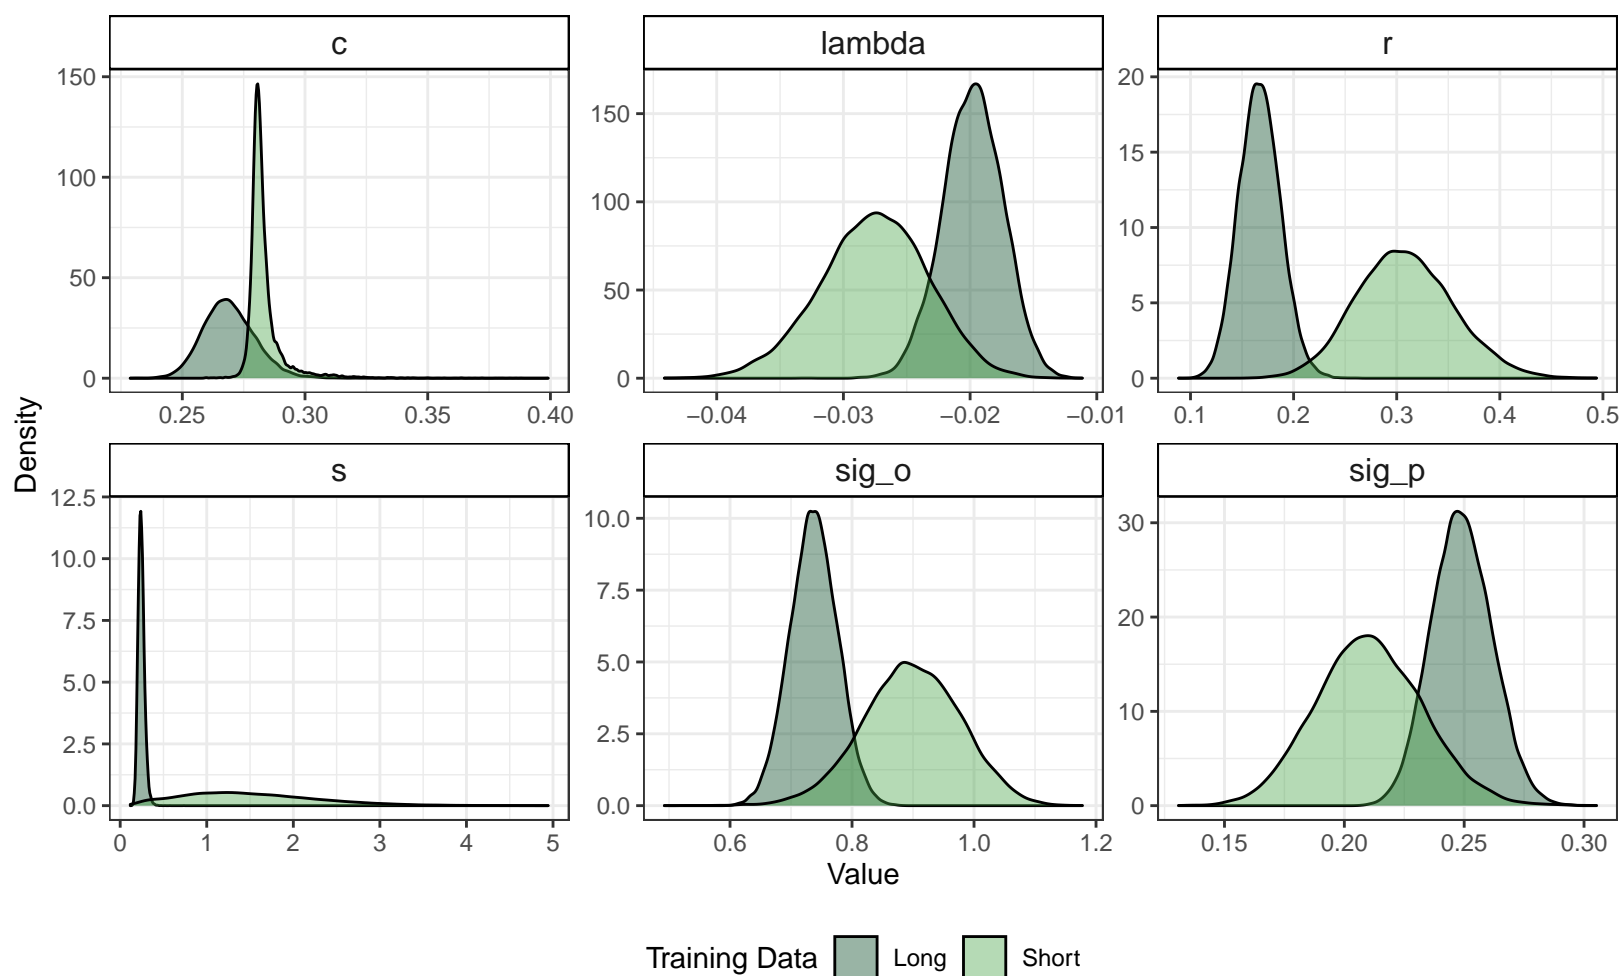 c
lambda
r
150
100
50
0
0.25 0.30 0.35 0.40
150
100
50
0
−0.04 −0.03 −0.02 −0.01
20
15
10
5
0
0.1 0.2 0.3 0.4 0.5
Density
s
sig_o
sig_p
12.5
10.0
7.5
5.0
2.5
0.0
0 1 2 3 4 5
10.0
7.5
5.0
2.5
0.0
0.6 0.8 1.0 1.2
30
20
10
0
0.15 0.20 0.25 0.30
Value
Training Data Long Short